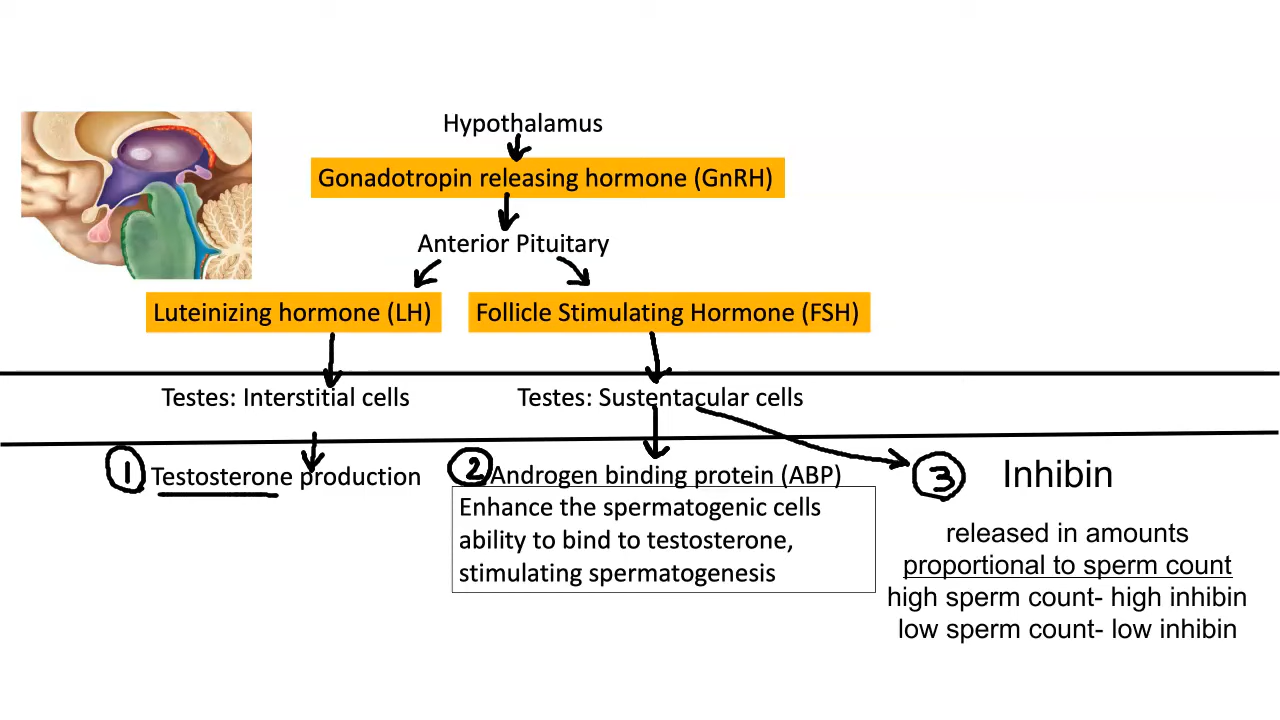 Hypothalamus
Gonadotropin releasing hormone (GnRH)
Anterior Pituitary
Luteinizing hormone (LH)
Follicle Stimulating Hormone (FSH)
Testes: Interstitial cells
Testes: Sustentacular cells
1 Testosterone production
2 Androgen binding protein (ABP)
Enhance the spermatogenic cells
ability to bind to testosterone,
stimulating spermatogenesis
3 Inhibin
released in amounts
proportional to sperm count
high sperm count- high inhibin
low sperm count- low inhibin